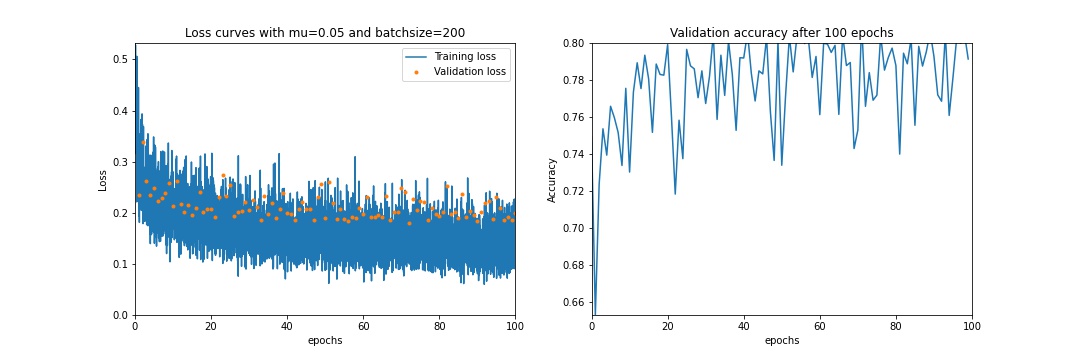 Loss curves with mu=0.05 and batchsize=200
Training loss
Validation loss
0.5
0.4
0.3
0.2
0.1
0.0
Loss
0 20 40 60 80 100
epochs
Validation accuracy after 100 epochs
0.80
0.78
0.76
0.74
0.72
0.70
0.68
0.66
Accuracy
0 20 40 60 80 100
epochs